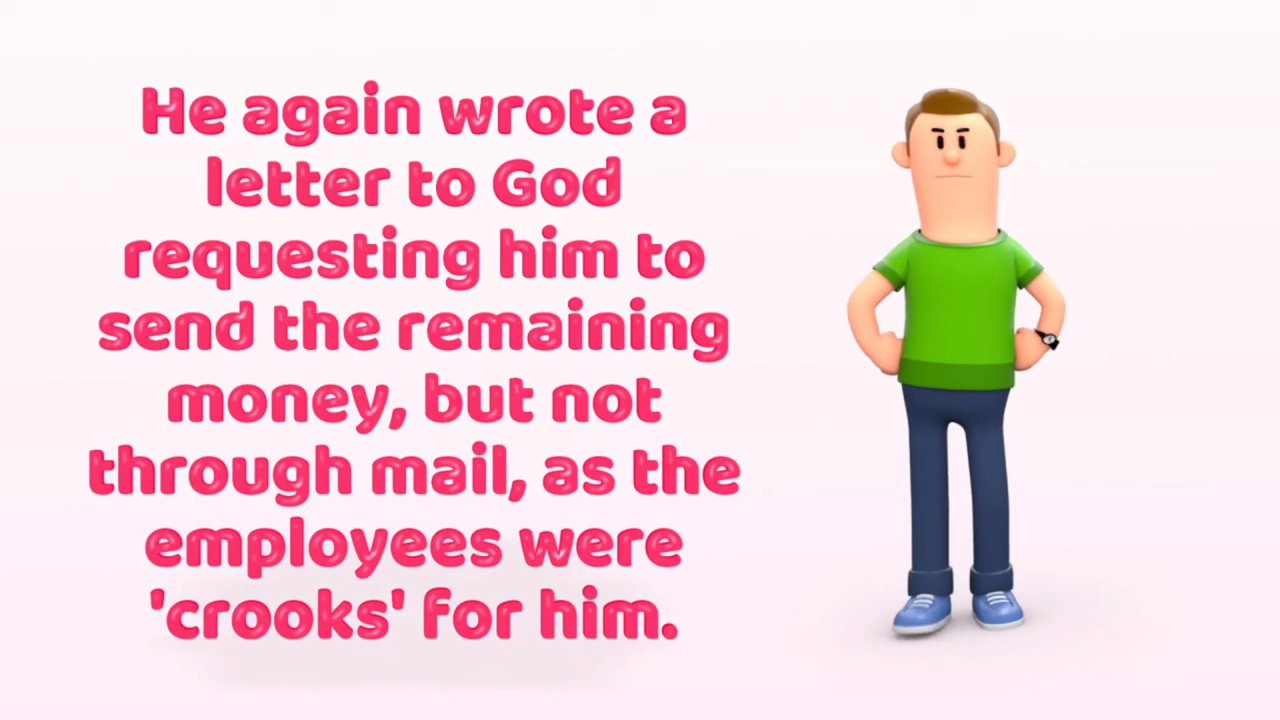 He again wrote a
letter to God
requesting him to
send the remaining
money, but not
through mail, as the
employees were
'crooks' for him.